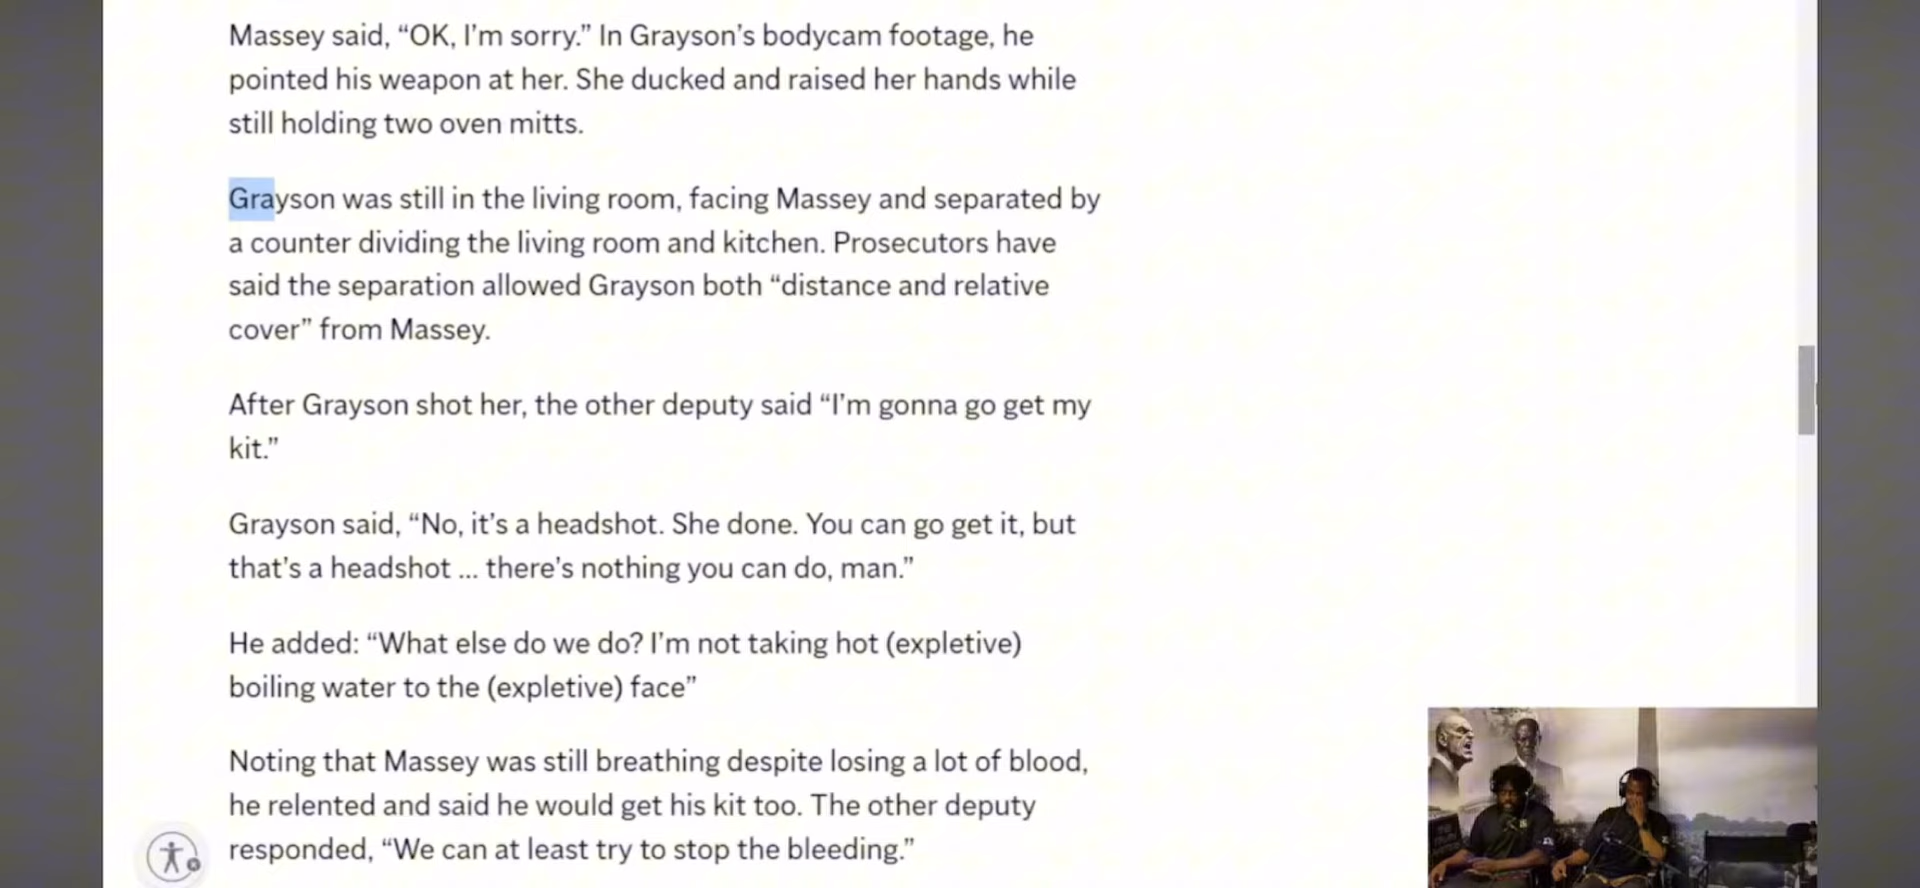 Massey said, “OK, I’m sorry.” In Grayson’s bodycam footage, he
pointed his weapon at her. She ducked and raised her hands while
still holding two oven mitts.
Grayson was still in the living room, facing Massey and separated by
a counter dividing the living room and kitchen. Prosecutors have
said the separation allowed Grayson both “distance and relative
cover” from Massey.
After Grayson shot her, the other deputy said “I’m gonna go get my
kit.”
Grayson said, “No, it’s a headshot. She done. You can go get it, but
that’s a headshot ... there’s nothing you can do, man.”
He added: “What else do we do? I’m not taking hot (expletive)
boiling water to the (expletive) face”
Noting that Massey was still breathing despite losing a lot of blood,
he relented and said he would get his kit too. The other deputy
responded, “We can at least try to stop the bleeding.”